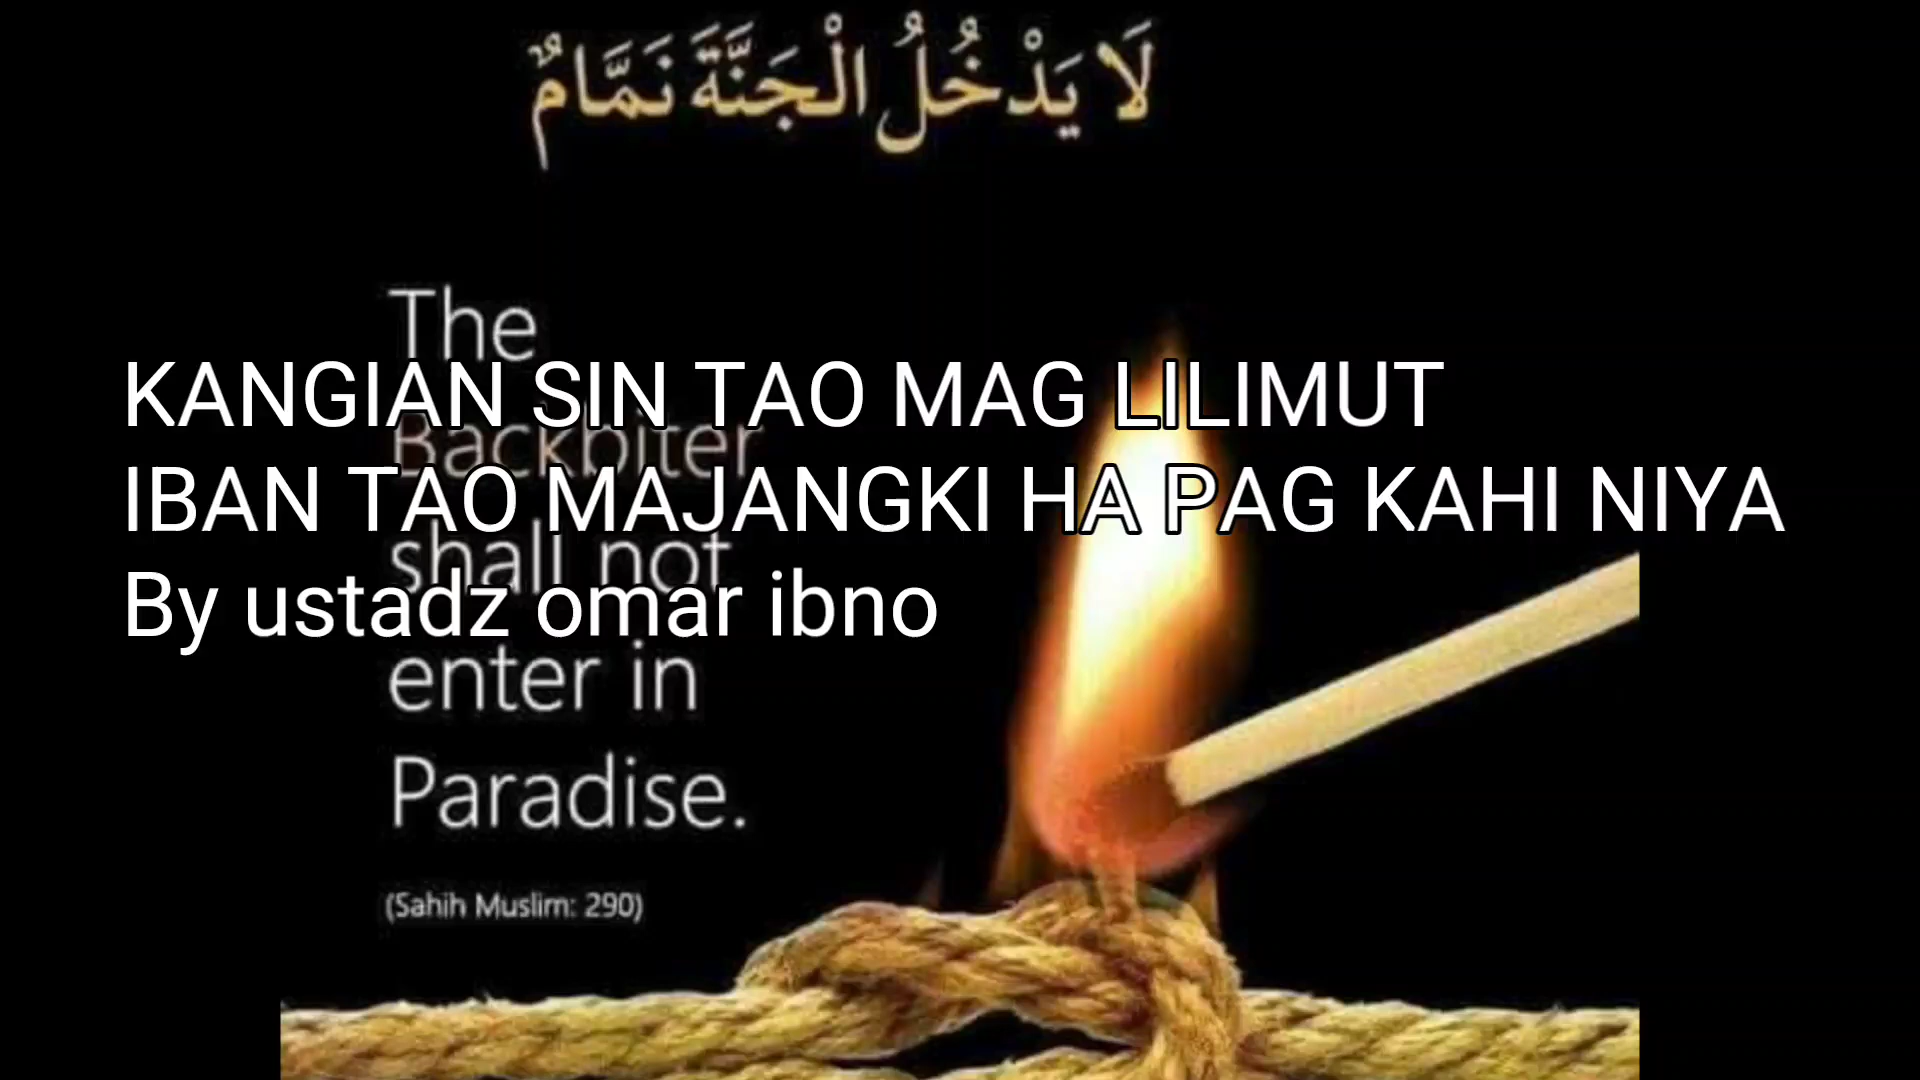 لَا يَدْخُلُ الْجَنَّةَ نَمَّامٌ
The
KANGIAN SIN TAO MAG LILIMUT
Backbiter
IBAN TAO MAJANGKI HA PAG KAHI NIYA
shall not
By ustadz omar ibno
enter in
Paradise.
(Sahih Muslim: 290)